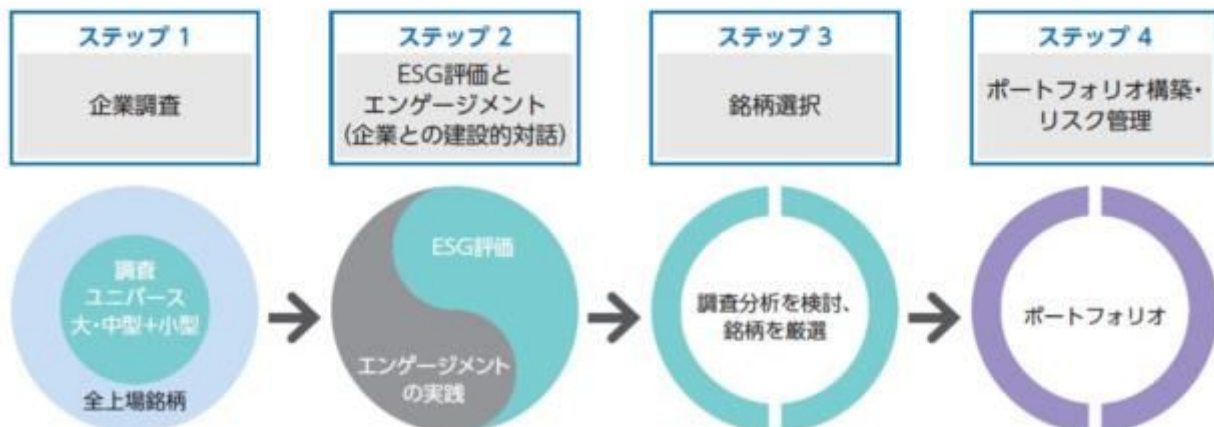 ステップ 1
企業調査
ステップ 2
ESG評価と
エンゲージメント
(企業との建設的対話)
ステップ 3
銘柄選択
ステップ 4
ポートフォリオ構築・
リスク管理
調査
ユニバース
大・中型+小型
全上場銘柄
ESG評価
エンゲージメント
の実践
調査分析を検討、
銘柄を厳選
ポートフォリオ